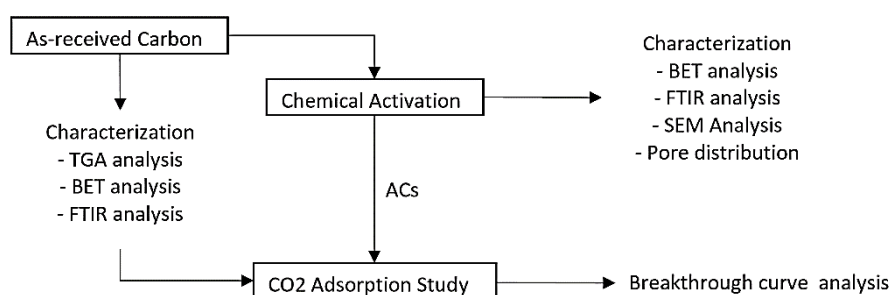 As-received Carbon
Characterization
- BET analysis
- FTIR analysis
- SEM Analysis
- Pore distribution
Chemical Activation
Characterization
- TGA analysis
- BET analysis
- FTIR analysis
ACs
CO2 Adsorption Study
Breakthrough curve analysis